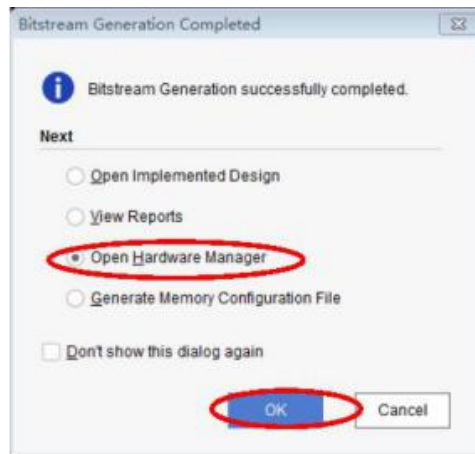 Bitstream Generation Completed
Bitstream Generation successfully completed.
Next
Open Implemented Design
View Reports
Open Hardware Manager
Generate Memory Configuration File
Don't show this dialog again
OK
Cancel